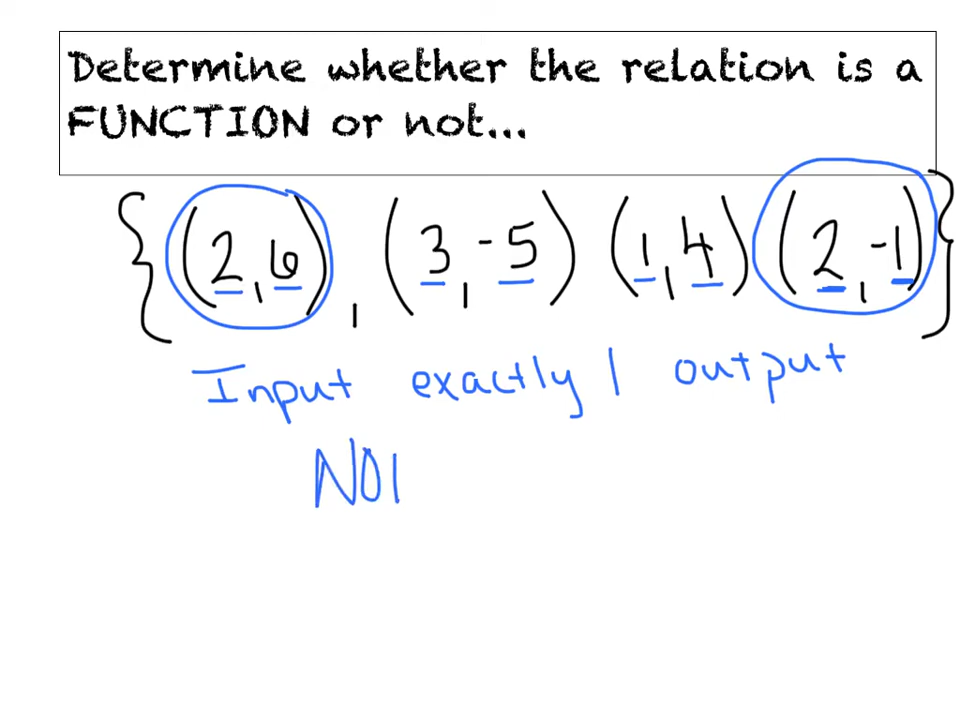 Determine whether the relation is a
FUNCTION or not...
{(2,6), (3,-5) (1,4) (2,-1)}
Input exactly 1 output